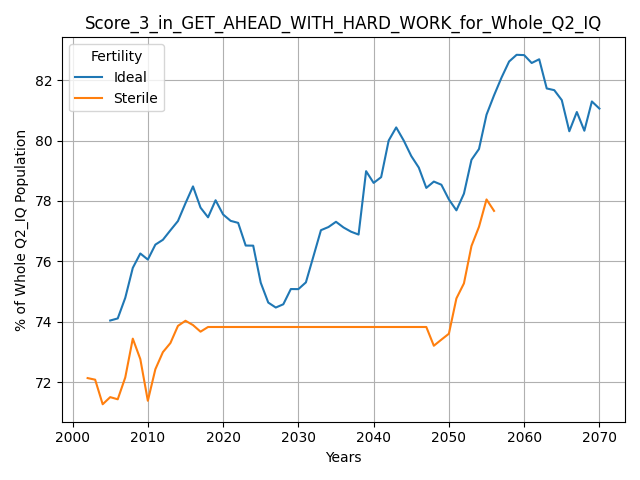 Score_3_in_GET_AHEAD_WITH_HARD_WORK_for_Whole_Q2_IQ
Fertility
Ideal
Sterile
% of Whole Q2_IQ Population
82
80
78
76
74
72
2000 2010 2020 2030 2040 2050 2060 2070
Years